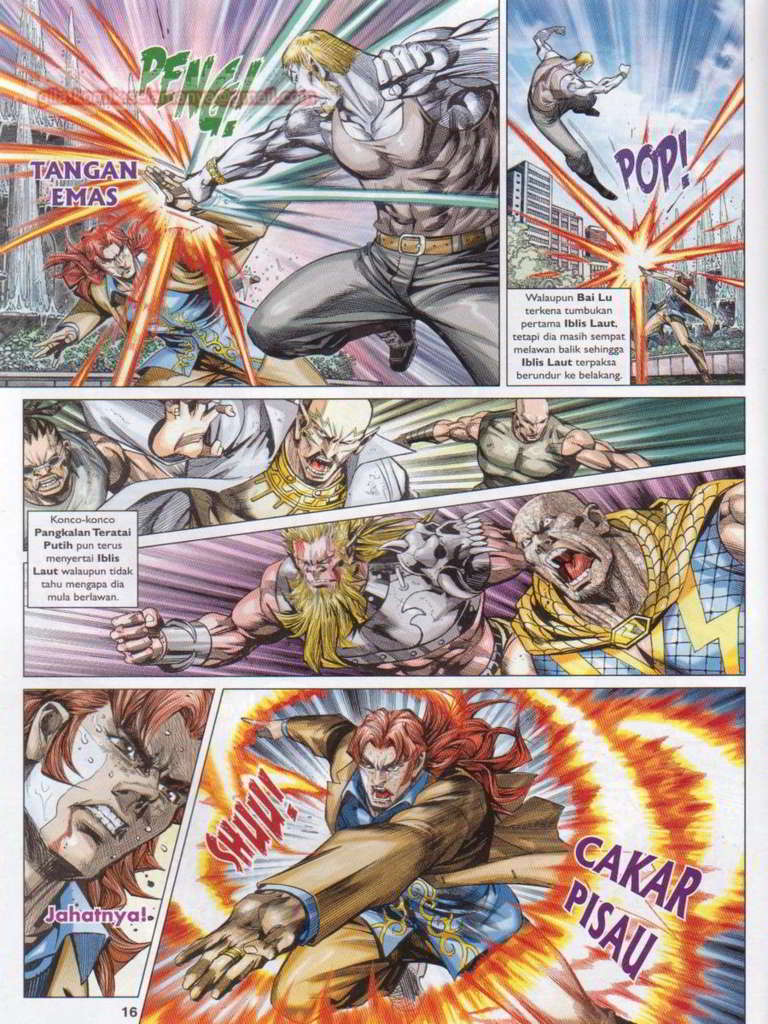 PENG!
TANGAN
EMAS
POP!
Walaupun Bai Lu
terkena tumbukan
pertama Iblis Laut,
tetapi dia masih sempat
melawan balik sehingga
Iblis Laut terpaksa
berundur ke belakang.
Konco-konco
Pangkalan Teratai
Putih pun terus
menyertai Iblis
Laut walaupun tidak
tahu mengapa dia
mula berlawan.
Jahatnya!
SHUU!
CAKAR
PISAU
16